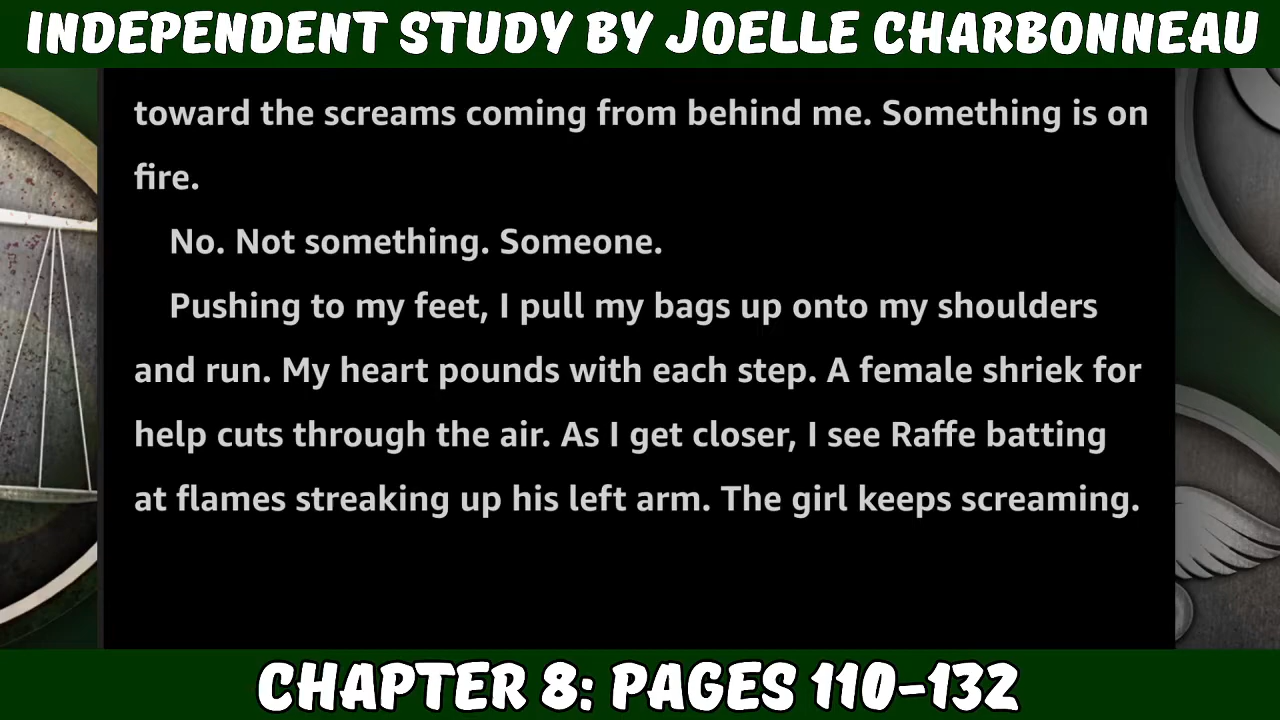 INDEPENDENT STUDY BY JOELLE CHARBONNEAU
toward the screams coming from behind me. Something is on
fire.
No. Not something. Someone.
Pushing to my feet, I pull my bags up onto my shoulders
and run. My heart pounds with each step. A female shriek for
help cuts through the air. As I get closer, I see Raffe batting
at flames streaking up his left arm. The girl keeps screaming.
CHAPTER 8: PAGES 110-132